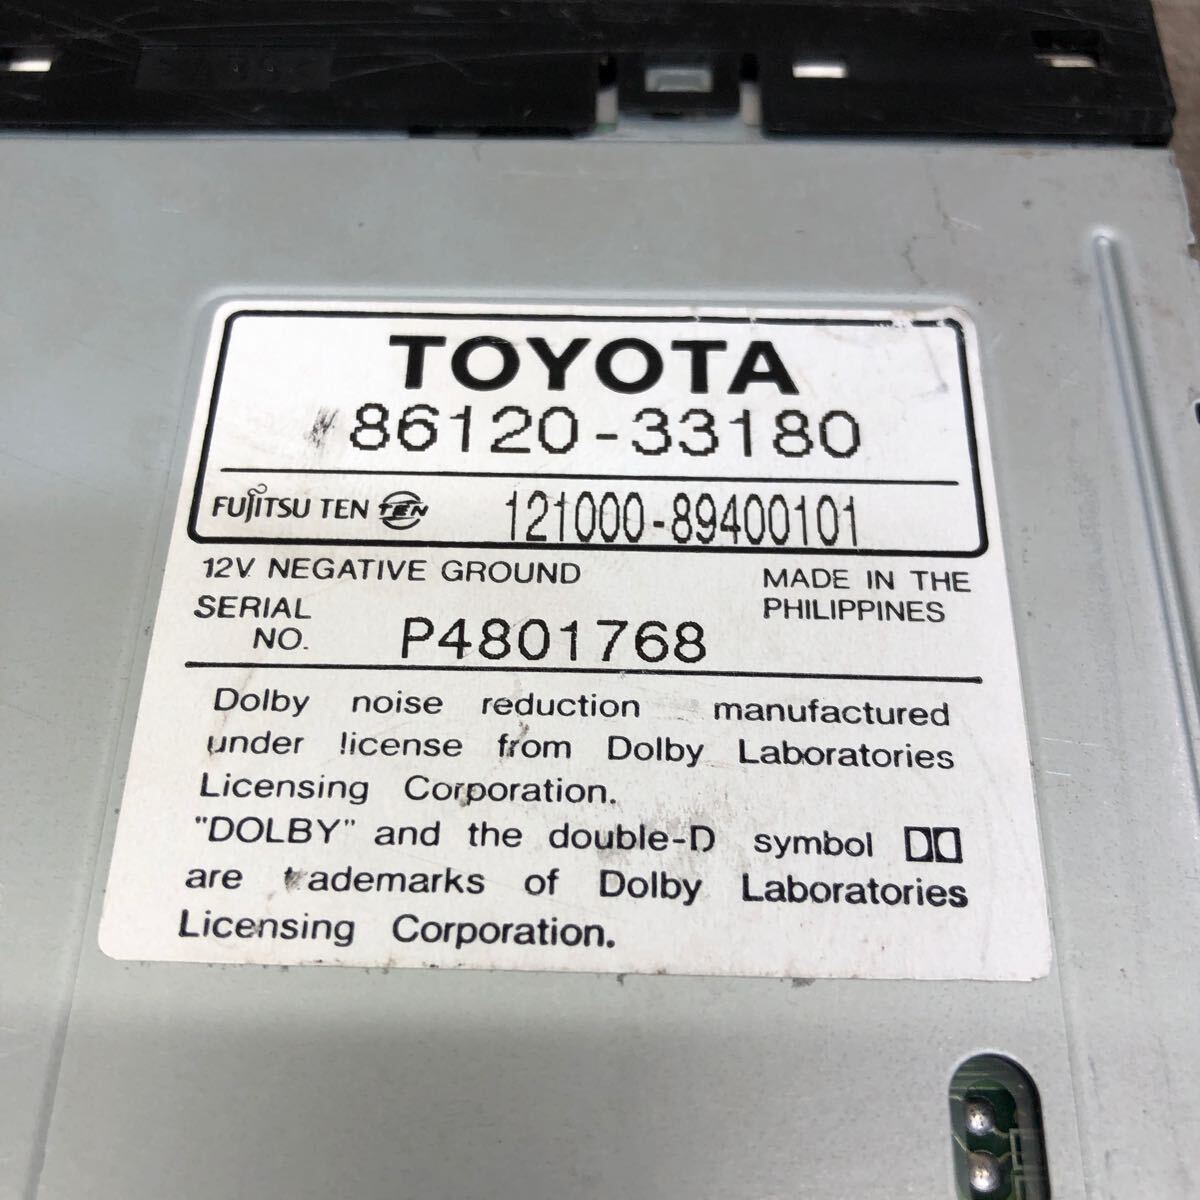 TOYOTA
86120-33180
FUJITSU TEN TEN 121000-89400101
12V NEGATIVE GROUND
MADE IN THE
PHILIPPINES
SERIAL
NO. P4801768
Dolby noise reduction manufactured
under license from Dolby Laboratories
Licensing Corporation.
"DOLBY" and the double-D symbol
are trademarks of Dolby Laboratories
Licensing Corporation.